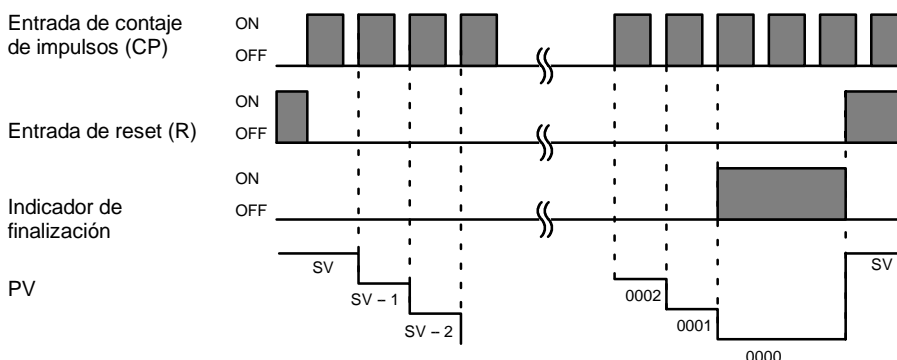 Entrada de contaje
de impulsos (CP)
ON
OFF
Entrada de reset (R)
ON
OFF
Indicador de
finalización
ON
OFF
PV
SV
SV – 1
SV – 2
0002
0001
0000
SV